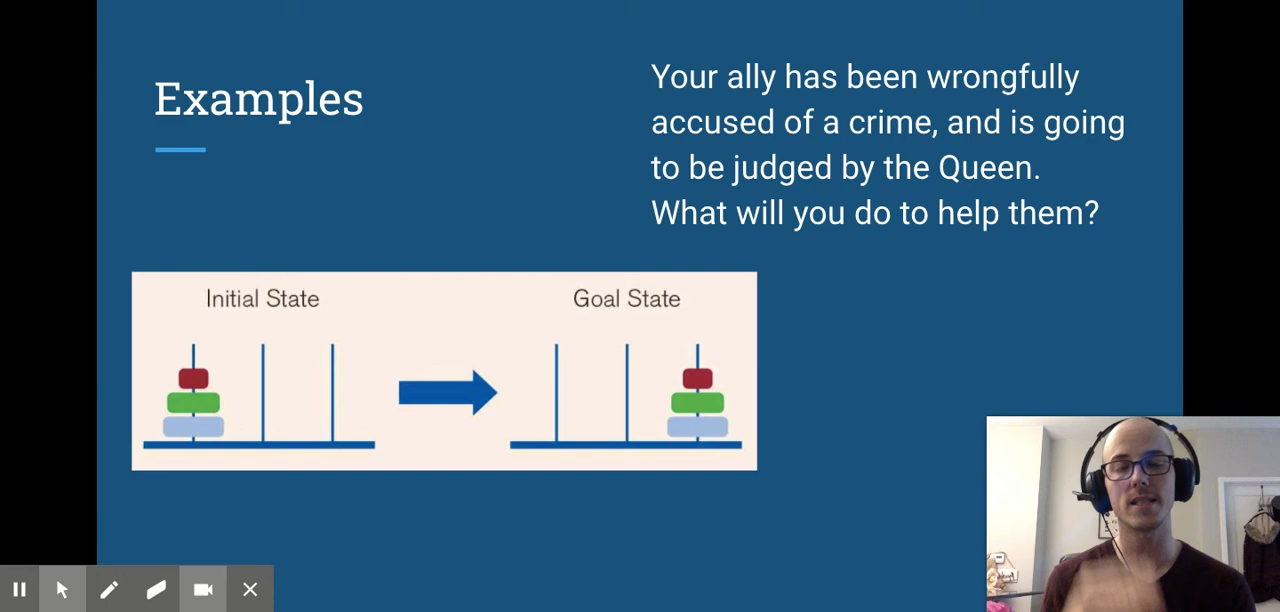 Examples
Your ally has been wrongfully
accused of a crime, and is going
to be judged by the Queen.
What will you do to help them?
Initial State
Goal State